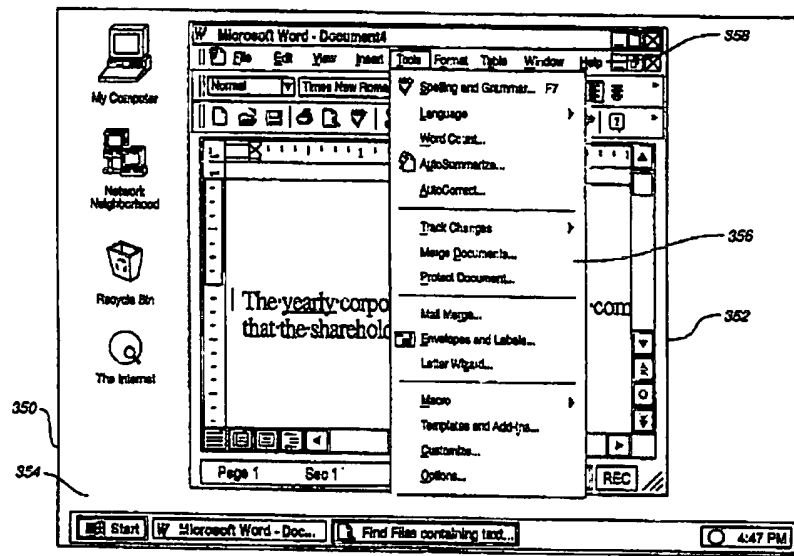 Microsoft Word - Document4
File Edit View Insert Tools Format Table Window Help
358
My Computer
Normal Times New Roma
Spelling and Grammar... F7
Language
Word Count...
AutoSummarize...
AutoCorrect...
Network
Neighborhood
Track Changes
356
Merge Documents...
Protect Document...
Recycle Bin
The yearly corpo com
that the sharehold
Mail Merge...
352
Envelopes and Labels...
Letter Wizard...
The Internet
Macro
Templates and Add-Ins...
Customize...
Options...
350
354
Page 1 Sec 1 REC
Start Microsoft Word - Doc... Find Files containing text... 4:47 PM